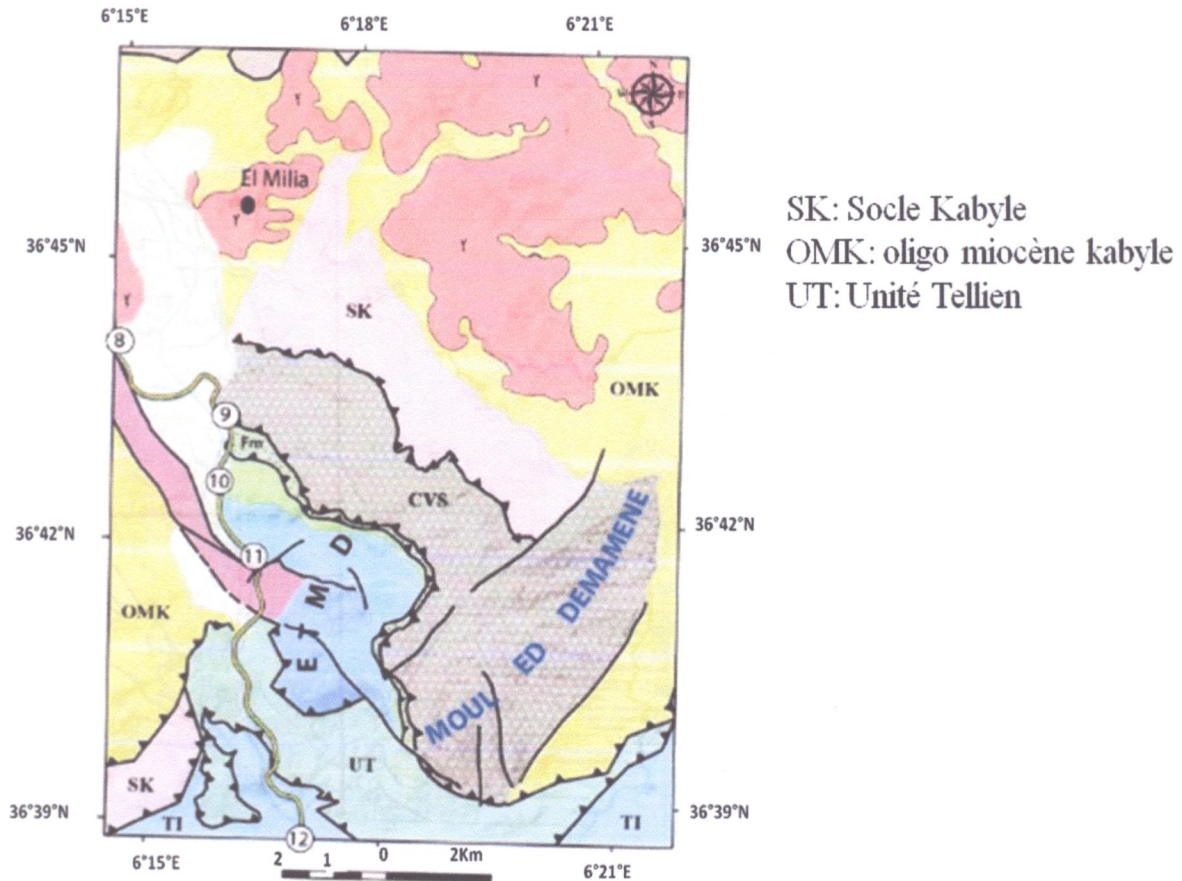 6°15°E 6°18°E 6°21°E
El Milia
36°45°N 36°45°N
SK: Socle Kabyle
OMK: oligo miocène kabyle
UT: Unité Tellien
SK
8
OMK
9
Fm
10
CVS
36°42°N 36°42°N
11
D
M
E
OMK
MOUL ED DEMAMENE
UT
SK
36°39°N 36°39°N
TI TI
12
6°15°E 6°21°E
2 1 0 2Km